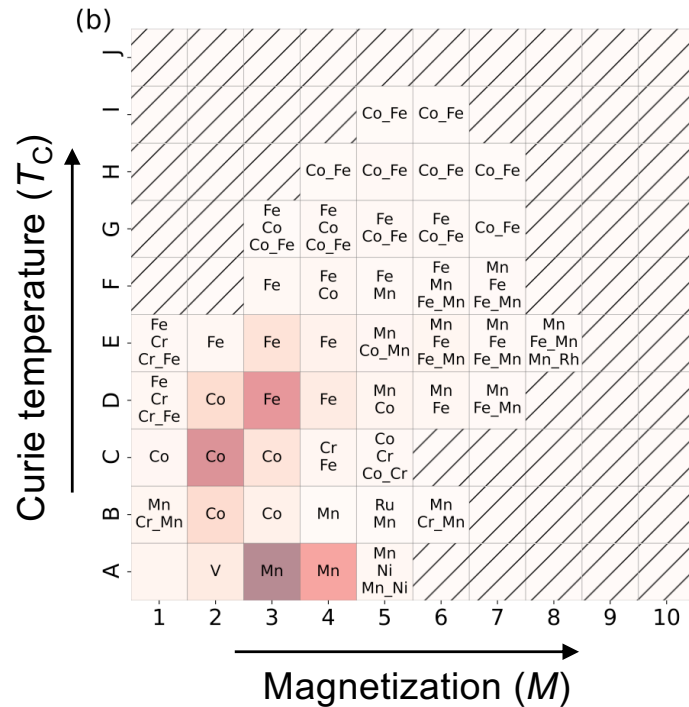 (b)
Curie temperature (T_C)
J
I
Co_Fe Co_Fe
H
Co_Fe Co_Fe Co_Fe Co_Fe
G
Fe Fe Fe Fe
Co Co Co_Fe Co_Fe Co_Fe
Co_Fe Co_Fe
F
Fe Fe Fe Fe Mn
Co Mn Mn Fe
Fe_Mn Fe_Mn
E
Fe Fe Fe Fe Mn Mn Mn Mn
Cr Co_Mn Fe Fe Fe_Mn
Cr_Fe Fe_Mn Fe_Mn Mn_Rh
D
Fe Co Fe Fe Mn Mn Mn
Cr Co Fe Fe_Mn
Cr_Fe
C
Co Co Co Cr Co
Fe Cr
Co_Cr
B
Mn Co Co Mn Ru Mn
Cr_Mn Mn Cr_Mn
A
V Mn Mn Mn
Ni
Mn_Ni
1 2 3 4 5 6 7 8 9 10
Magnetization (M)